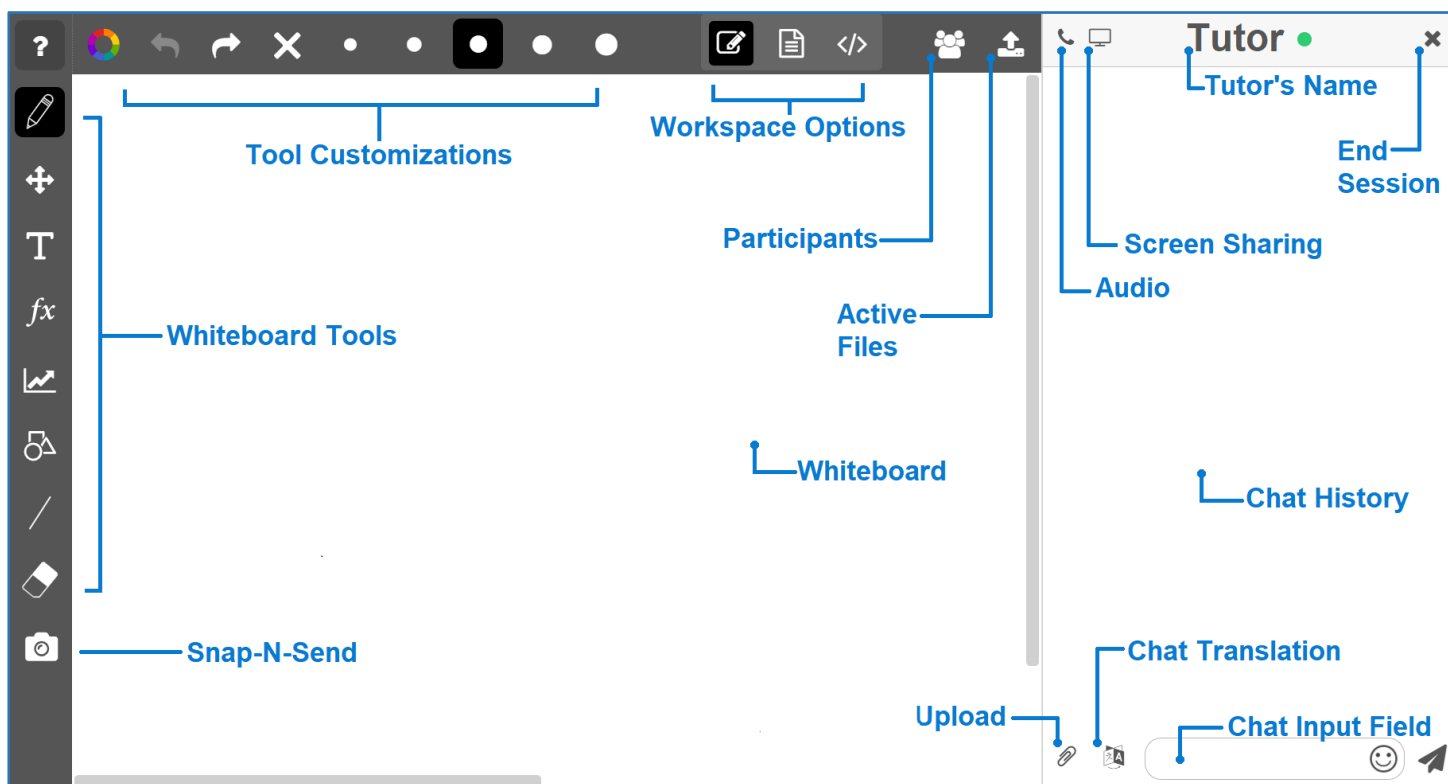 ?
</>
Tutor
Tutor's Name
Workspace Options
Tool Customizations
End
Session
Participants
Screen Sharing
Audio
T
fx
Active
Files
Whiteboard Tools
Whiteboard
Chat History
Snap-N-Send
Chat Translation
Upload
Chat Input Field
A